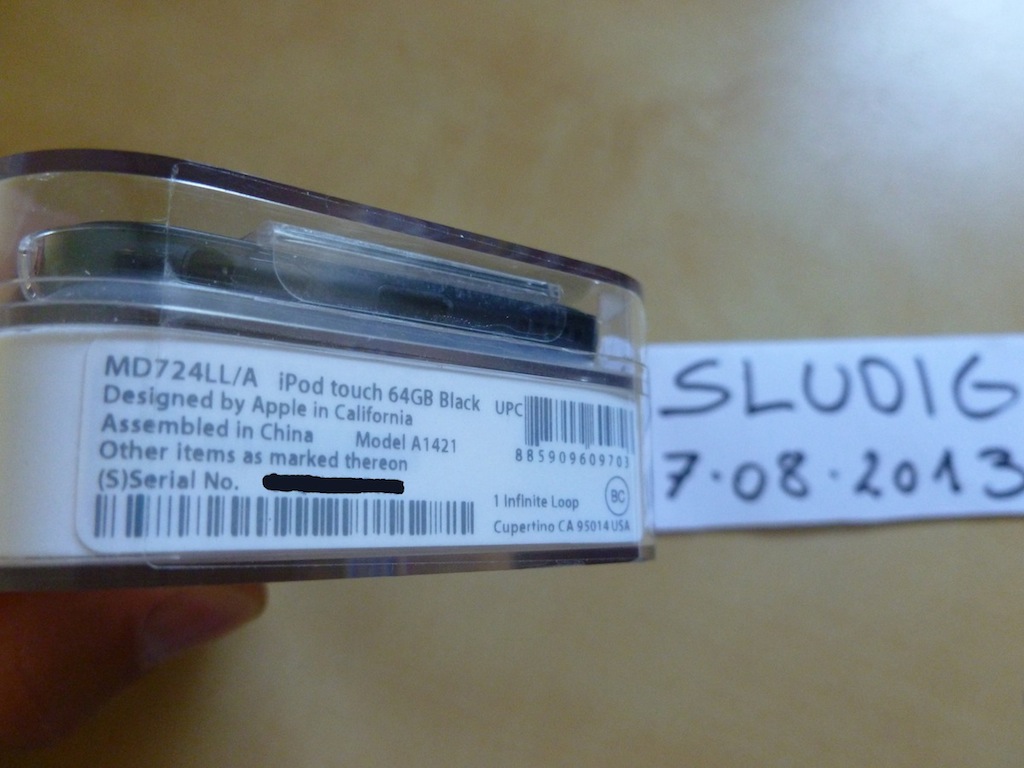 MD724LL/A iPod touch 64GB Black
Designed by Apple in California
Assembled in China Model A1421
Other items as marked thereon
(S)Serial No.
UPC
885909609703
1 Infinite Loop
BC
Cupertino CA 95014 USA
SLUDIG
7.08.2013